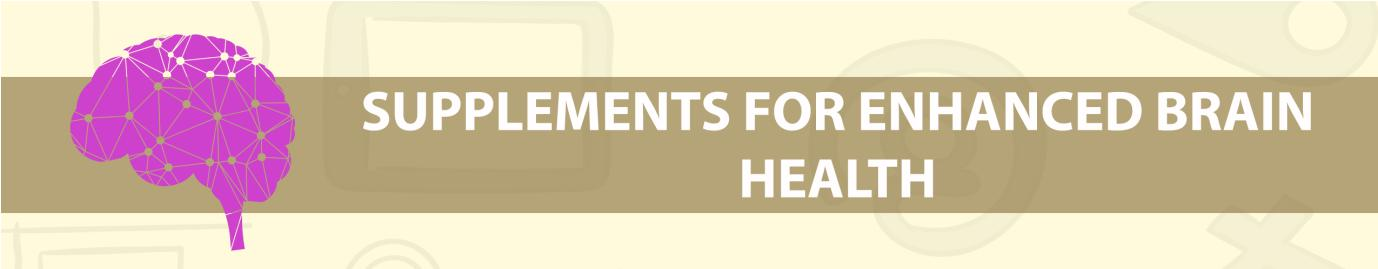 SUPPLEMENTS FOR ENHANCED BRAIN
HEALTH